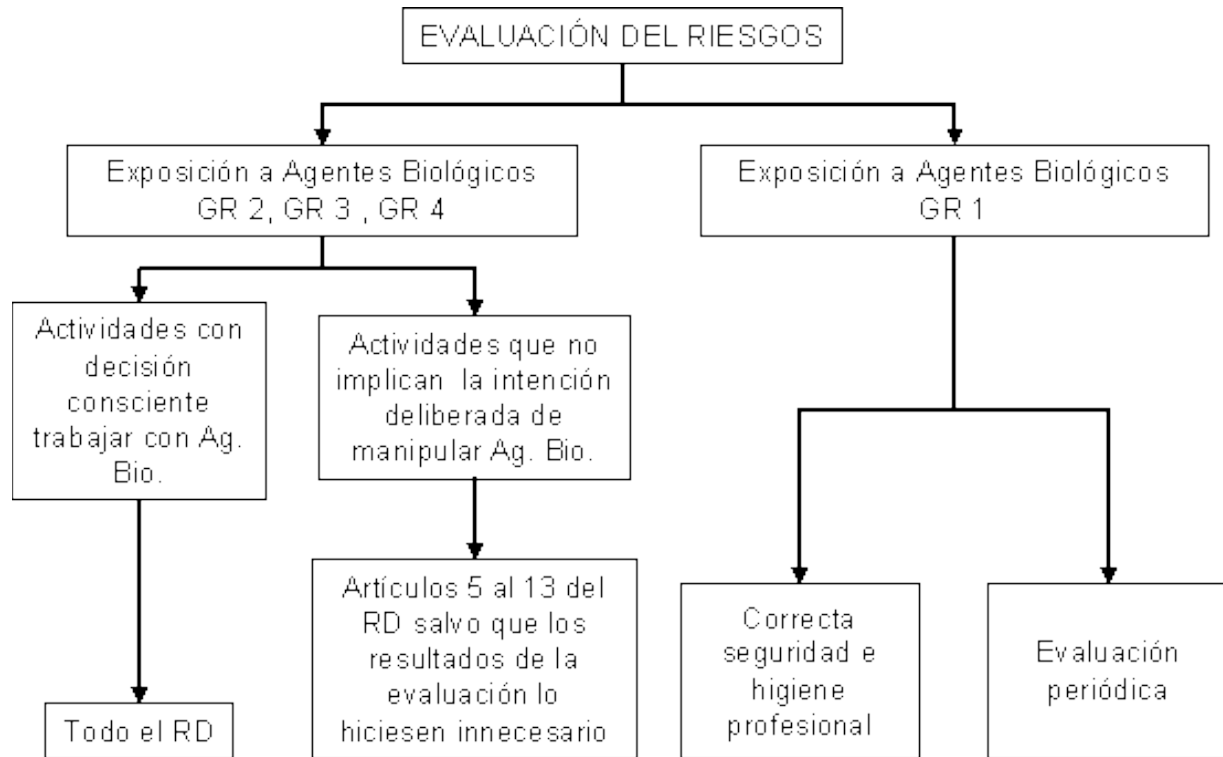 EVALUACIÓN DEL RIESGOS
Exposición a Agentes Biológicos
GR 2, GR 3 , GR 4
Exposición a Agentes Biológicos
GR 1
Actividades con
decisión
consciente
trabajar con Ag.
Bio.
Actividades que no
implican la intención
deliberada de
manipular Ag. Bio.
Todo el RD
Artículos 5 al 13 del
RD salvo que los
resultados de la
evaluación lo
hiciesen innecesario
Correcta
seguridad e
higiene
profesional
Evaluación
periódica